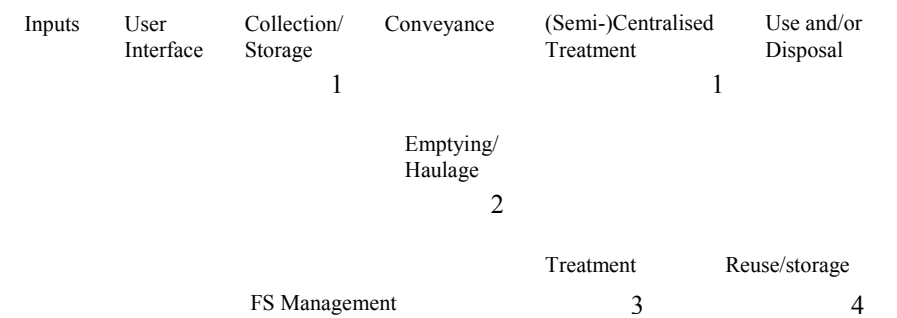 Inputs
User
Interface
Collection/
Storage
Conveyance
(Semi-)Centralised
Treatment
Use and/or
Disposal
1
1
Emptying/
Haulage
2
Treatment
Reuse/storage
FS Management
3
4